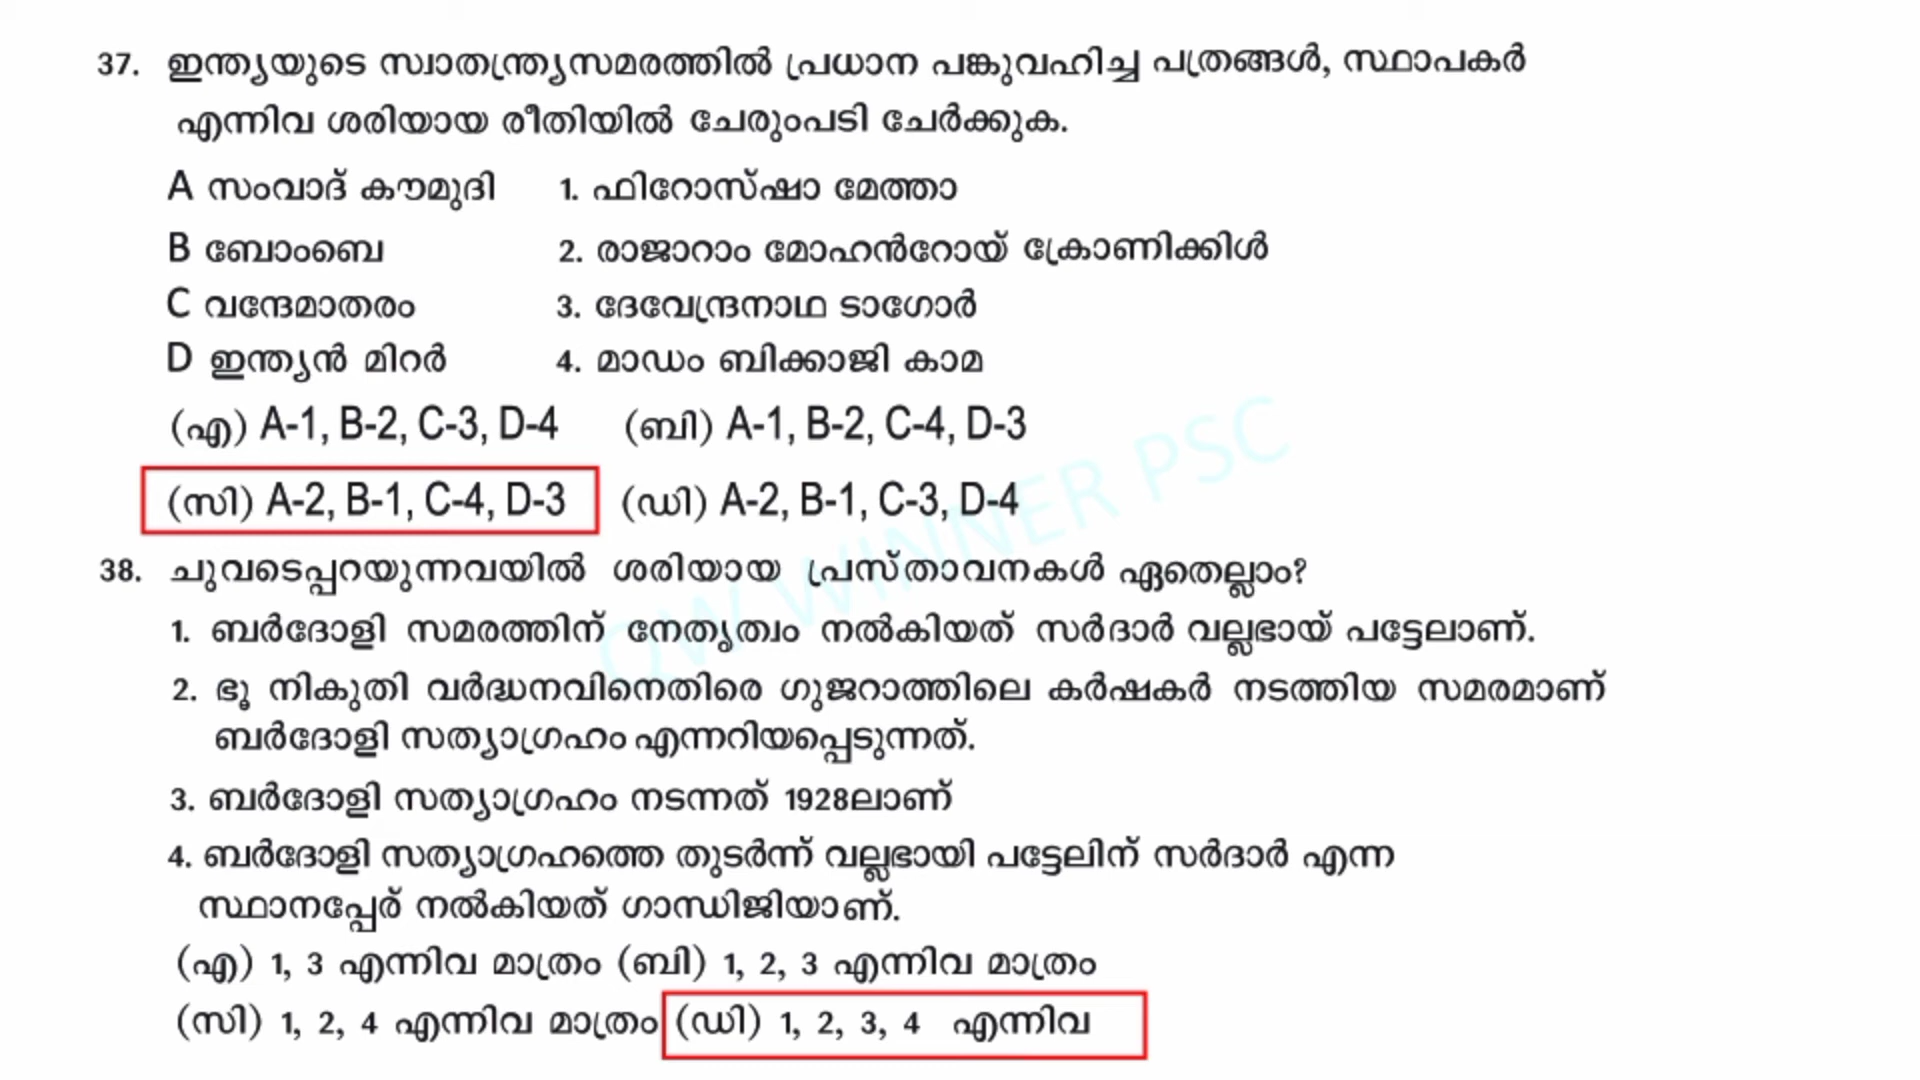 37. ഇന്ത്യയുടെ സ്വാതന്ത്ര്യസമരത്തിൽ പ്രധാന പങ്കുവഹിച്ച പത്രങ്ങൾ, സ്ഥാപകർ
എന്നിവ ശരിയായ രീതിയിൽ ചേരുംപടി ചേർക്കുക.
A സംവാദ് കൗമുദി 1. ഫിറോസ്ഷാ മേത്താ
B ബോംബെ 2. രാജാറാം മോഹൻറോയ് ക്രോണിക്കിൾ
C വന്ദേമാതരം 3. ദേവേന്ദ്രനാഥ ടാഗോർ
D ഇന്ത്യൻ മിറർ 4. മാഡം ബിക്കാജി കാമ
(എ) A-1, B-2, C-3, D-4 (ബി) A-1, B-2, C-4, D-3
(സി) A-2, B-1, C-4, D-3 (ഡി) A-2, B-1, C-3, D-4
QW WINNER PSC
38. ചുവടെപ്പറയുന്നവയിൽ ശരിയായ പ്രസ്താവനകൾ ഏതെല്ലാം?
1. ബർദോളി സമരത്തിന് നേതൃത്വം നൽകിയത് സർദാർ വല്ലഭായ് പട്ടേലാണ്.
2. ഭൂ നികുതി വർദ്ധനവിനെതിരെ ഗുജറാത്തിലെ കർഷകർ നടത്തിയ സമരമാണ്
ബർദോളി സത്യാഗ്രഹം എന്നറിയപ്പെടുന്നത്.
3. ബർദോളി സത്യാഗ്രഹം നടന്നത് 1928ലാണ്
4. ബർദോളി സത്യാഗ്രഹത്തെ തുടർന്ന് വല്ലഭായി പട്ടേലിന് സർദാർ എന്ന
സ്ഥാനപ്പേര് നൽകിയത് ഗാന്ധിജിയാണ്.
(എ) 1, 3 എന്നിവ മാത്രം (ബി) 1, 2, 3 എന്നിവ മാത്രം
(സി) 1, 2, 4 എന്നിവ മാത്രം (ഡി) 1, 2, 3, 4 എന്നിവ